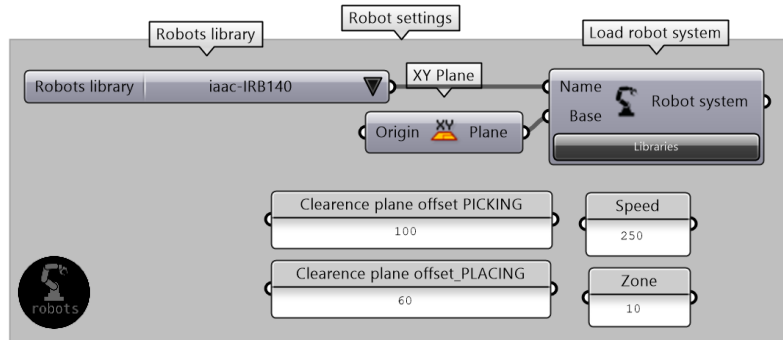 Robot settings
Robots library
Load robot system
XY Plane
Robots library iaac-IRB140
Name
Base
Robot system
Libraries
Origin XY Plane
Clearence plane offset PICKING
100
Speed
250
Clearence plane offset_PLACING
60
Zone
10
robots